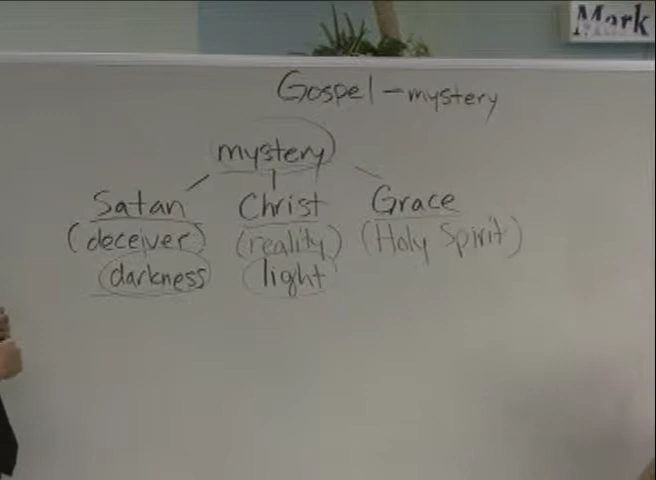 Mark
Gospel - mystery
mystery
Satan Christ Grace
(deceiver) (reality) (Holy Spirit)
darkness light